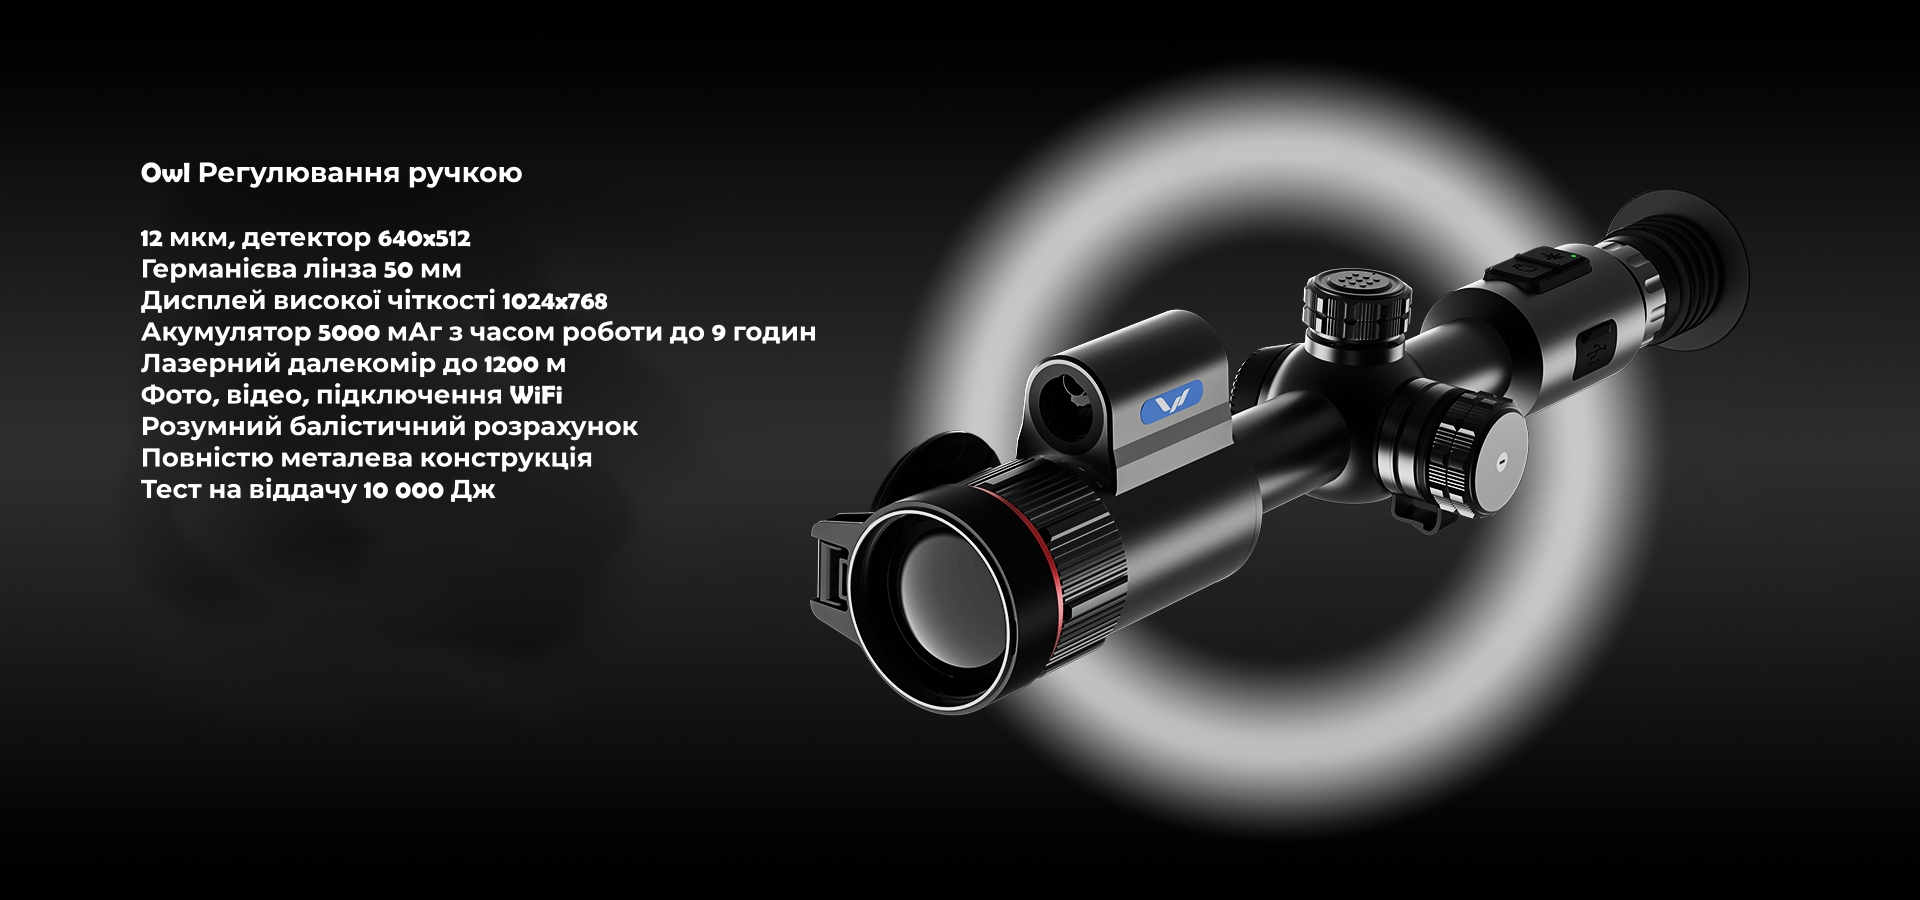 Owl Регулювання ручкою
12 мкм, детектор 640x512
Германієва лінза 50 мм
Дисплей високої чіткості 1024x768
Акумулятор 5000 мАг з часом роботи до 9 годин
Лазерний далекомір до 1200 м
Фото, відео, підключення WiFi
Розумний балістичний розрахунок
Повністю металева конструкція
Тест на віддачу 10 000 Дж